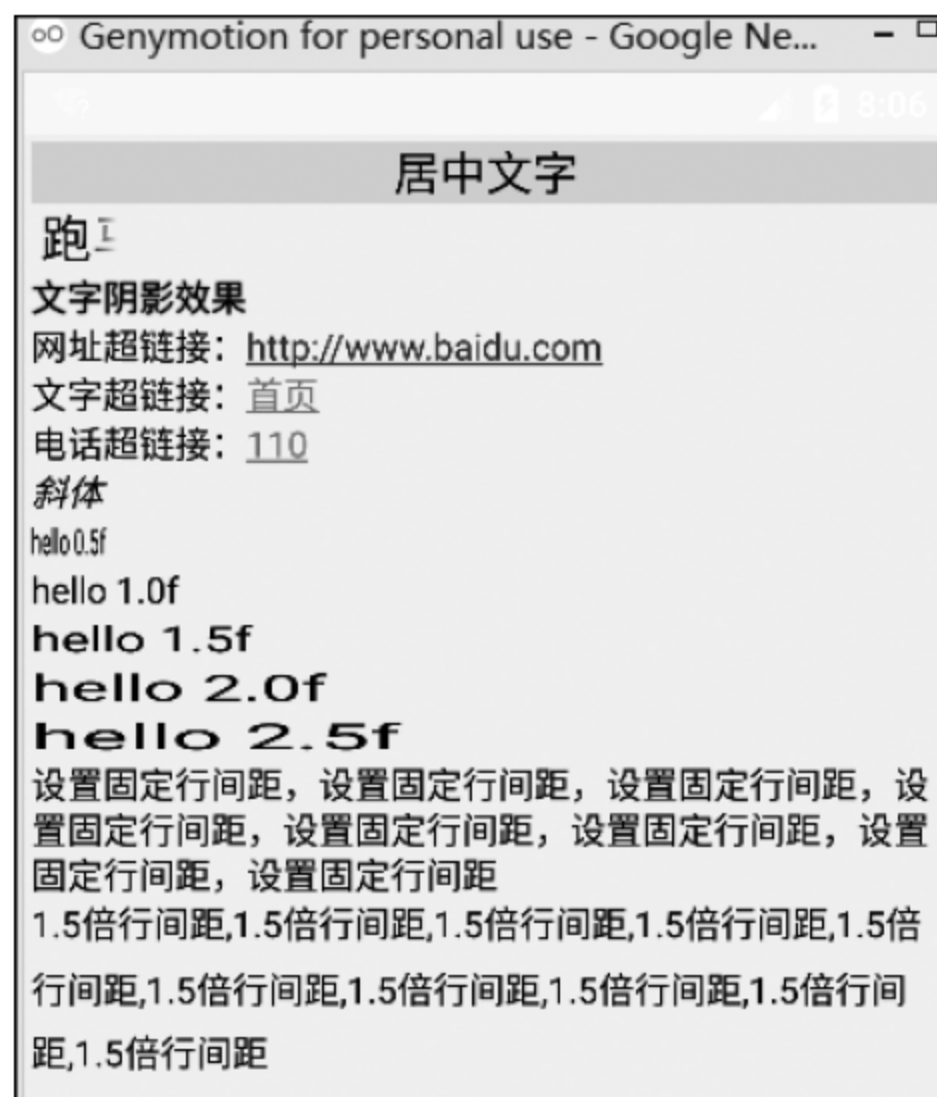 Genymotion for personal use - Google Ne...
8:06
居中文字
跑
文字阴影效果
网址超链接：http://www.baidu.com
文字超链接：首页
电话超链接：110
斜体
hello 0.5f
hello 1.0f
hello 1.5f
hello 2.0f
hello 2.5f
设置固定行间距，设置固定行间距，设置固定行间距，设
置固定行间距，设置固定行间距，设置固定行间距，设置
固定行间距，设置固定行间距
1.5倍行间距,1.5倍行间距,1.5倍行间距,1.5倍行间距,1.5倍
行间距,1.5倍行间距,1.5倍行间距,1.5倍行间距,1.5倍行间
距,1.5倍行间距